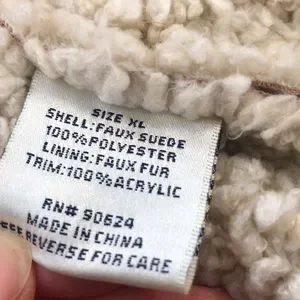 SIZE XL
SHELL:FAUX SUEDE
100%POLYESTER
LINING:FAUX FUR
TRIM:100%ACRYLIC
RN# 90624
MADE IN CHINA
REVERSE FOR CARE